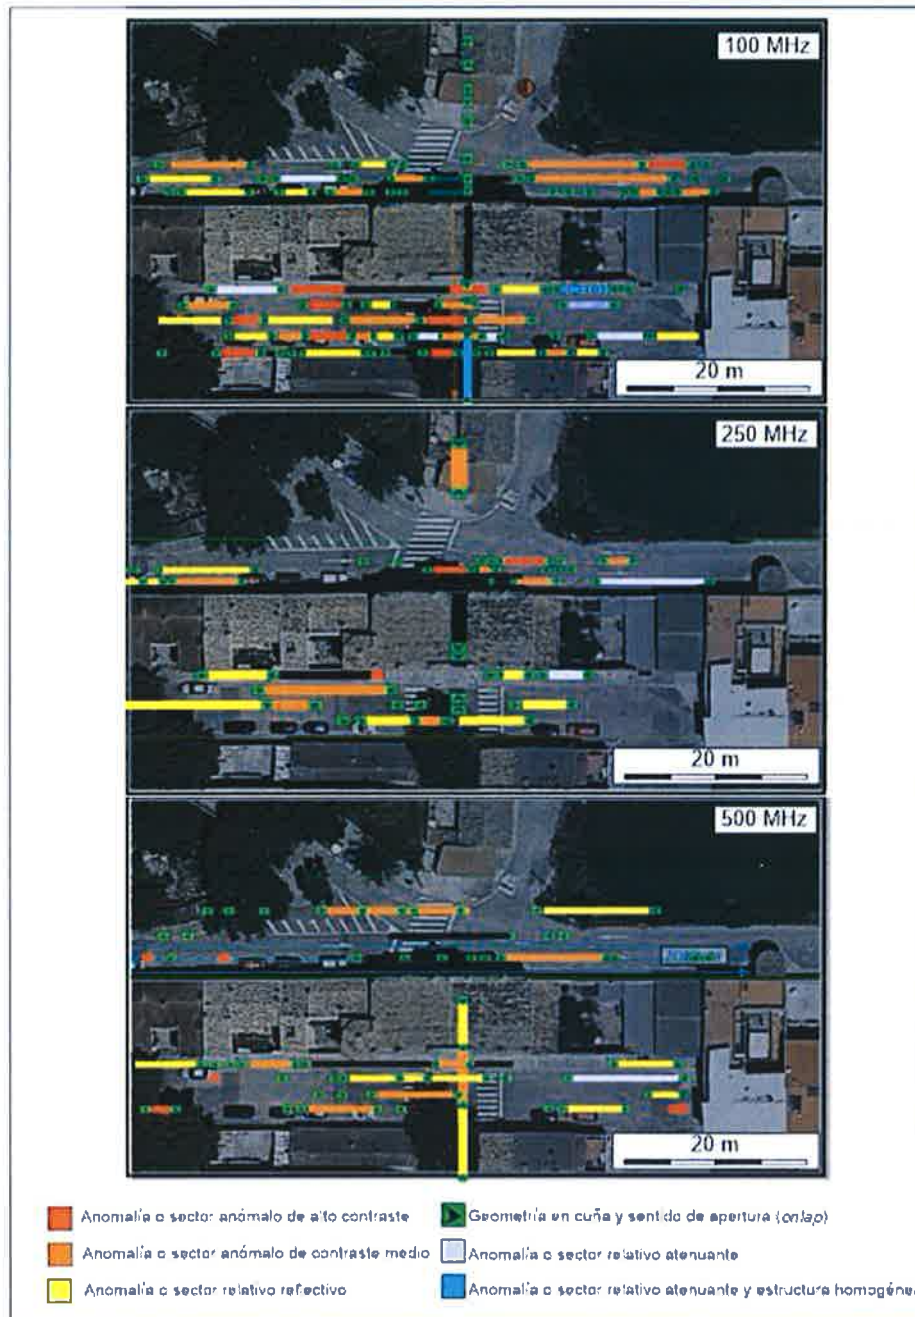 100 MHz
20 m
250 MHz
20 m
500 MHz
20 m
Anomalía o sector anómalo de alto contraste
Geometría en cuña y sentido de apertura (onlap)
Anomalía o sector anómalo de contraste medio
Anomalía o sector relativo atenuante
Anomalía o sector relativo reflectivo
Anomalía o sector relativo atenuante y estructura homogénea